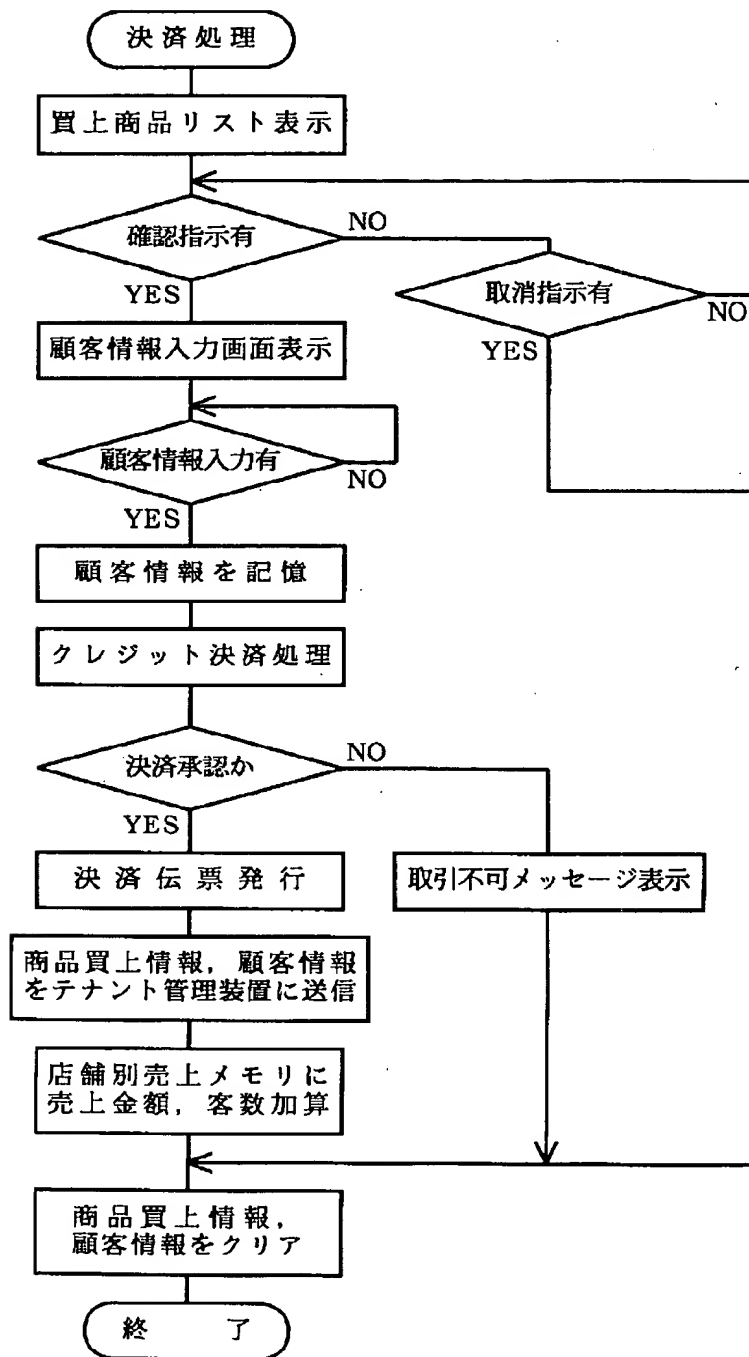 決済処理
買上商品リスト表示
確認指示有
NO
YES
取消指示有
NO
YES
顧客情報入力画面表示
顧客情報入力有
NO
YES
顧客情報を記憶
クレジット決済処理
決済承認か
NO
YES
決済伝票発行
取引不可メッセージ表示
商品買上情報，顧客情報
をテナント管理装置に送信
店舗別売上メモリに
売上金額，客数加算
商品買上情報，
顧客情報をクリア
終　了